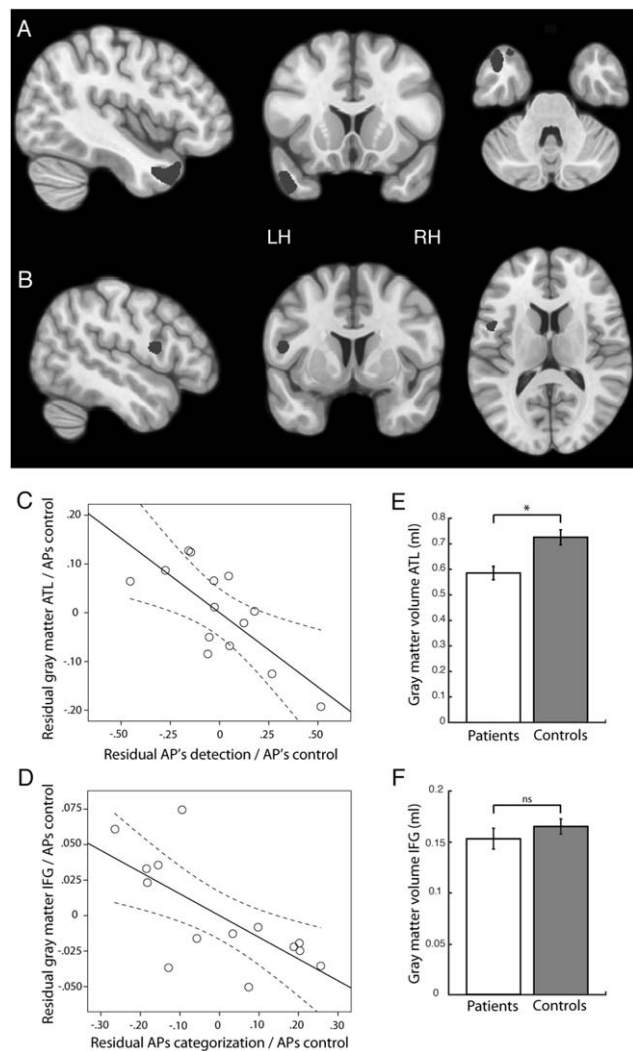 A
LH RH
B
C
Residual gray matter ATL / APs control
.20
.10
0
-.10
-.20
-.50 -.25 0 .25 .50
Residual AP's detection / AP's control
E
Gray matter volume ATL (ml)
*
0.8
0.7
0.6
0.5
0.4
0.3
0.2
0.1
0
Patients Controls
D
Residual gray matter IFG / APs control
.075
.050
0.025
0
-.025
-.050
-.30 -.20 -.10 0 .10 .20 .30
Residual APs categorization / APs control
F
Gray matter volume IFG (ml)
ns
0.2
0.15
0.1
0.05
0
Patients Controls